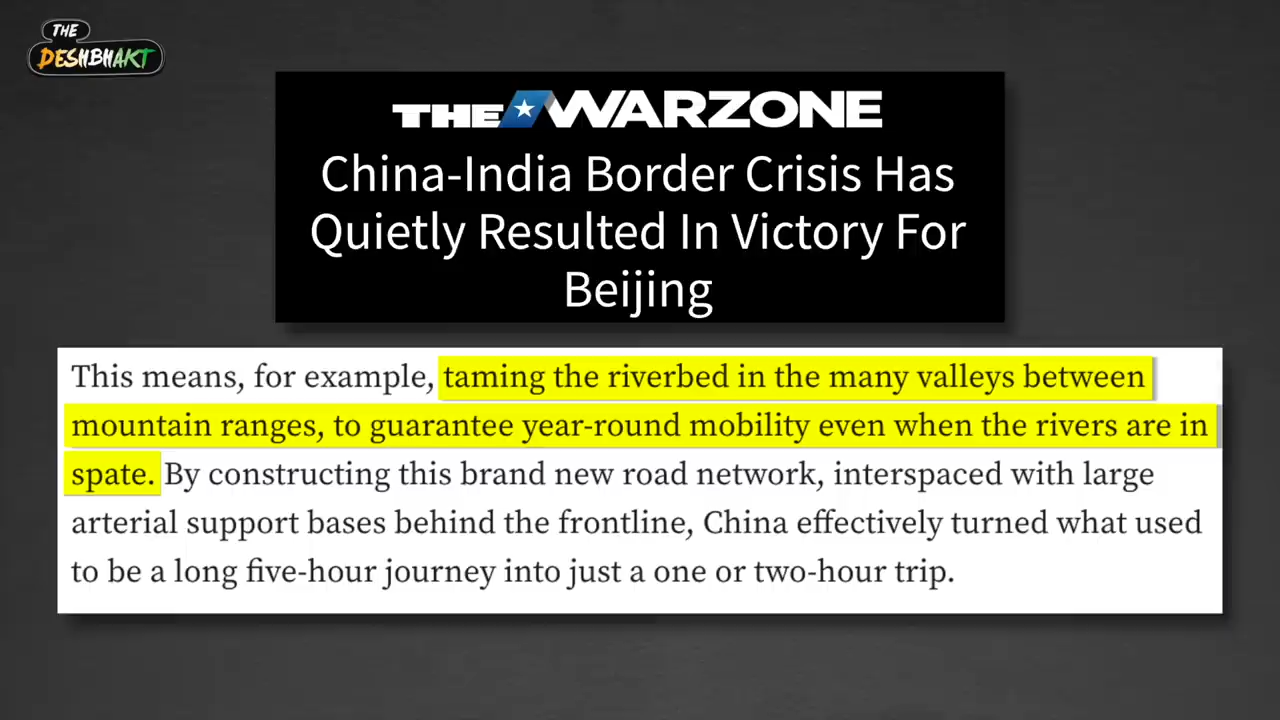 THE
DESHBHAKT
THE WARZONE
China-India Border Crisis Has
Quietly Resulted In Victory For
Beijing
This means, for example, taming the riverbed in the many valleys between
mountain ranges, to guarantee year-round mobility even when the rivers are in
spate. By constructing this brand new road network, interspaced with large
arterial support bases behind the frontline, China effectively turned what used
to be a long five-hour journey into just a one or two-hour trip.